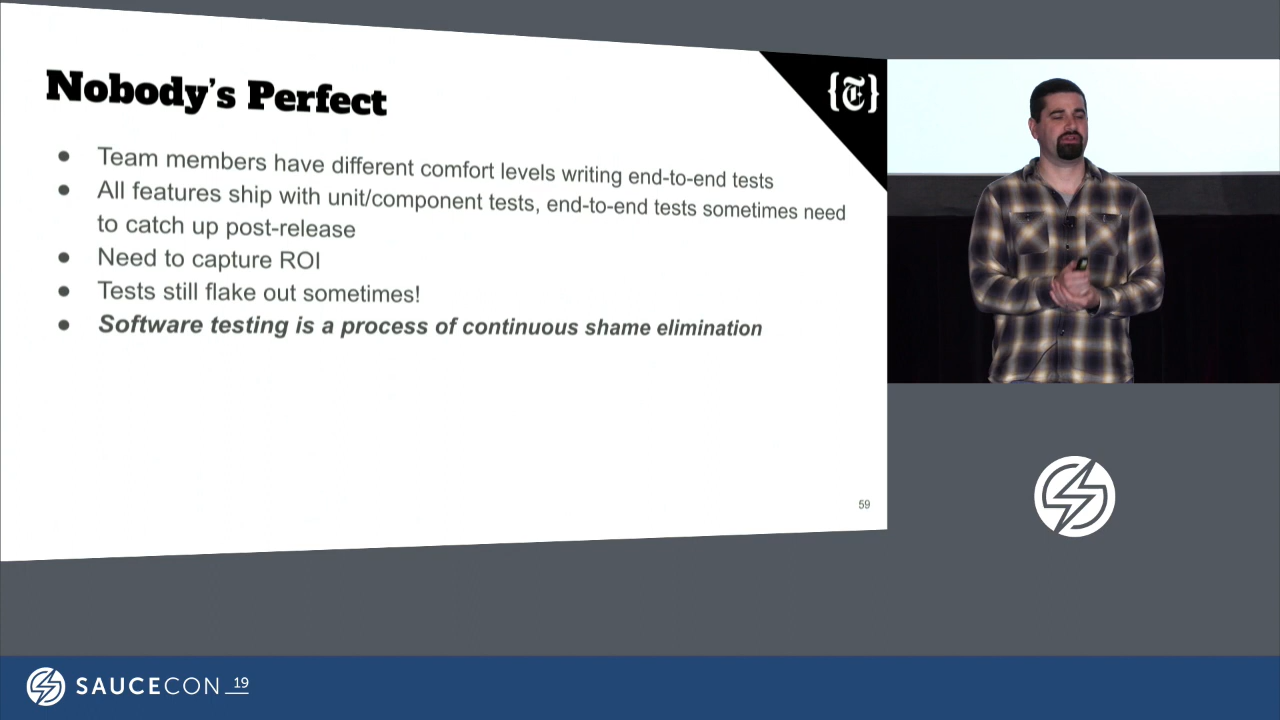 Nobody's Perfect
{T}
● Team members have different comfort levels writing end-to-end tests
● All features ship with unit/component tests, end-to-end tests sometimes need
to catch up post-release
● Need to capture ROI
● Tests still flake out sometimes!
● Software testing is a process of continuous shame elimination
59
SAUCECON_19